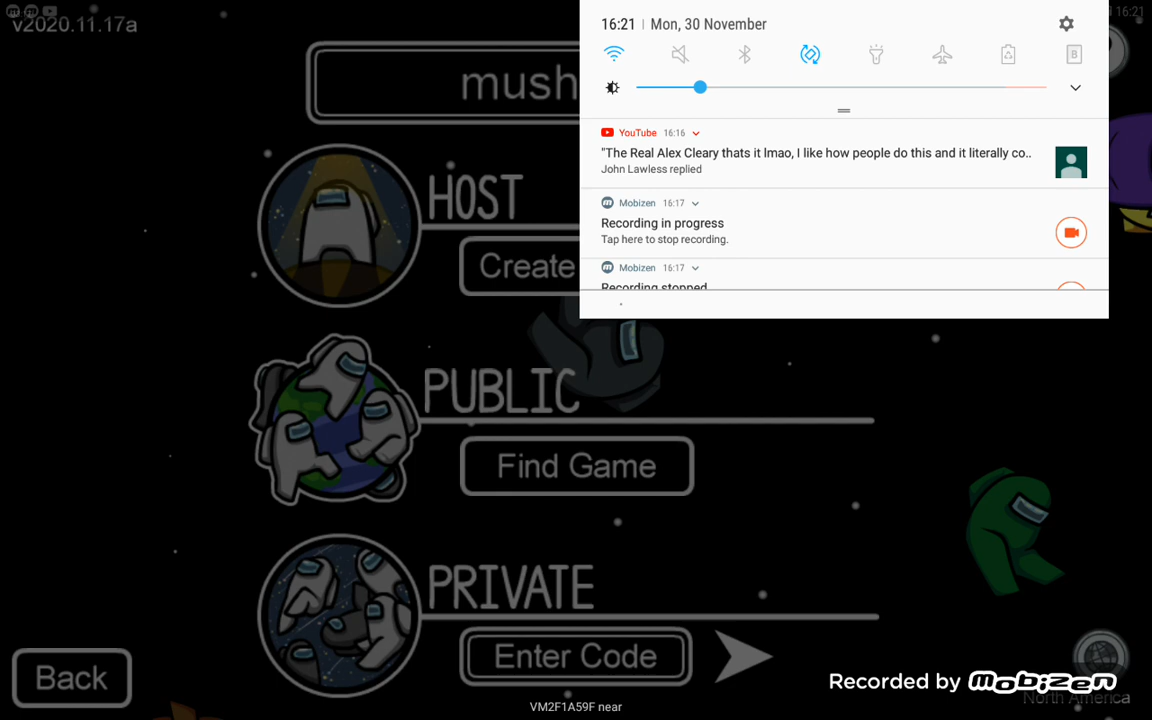 v2020.11.17a
16:21
16:21 | Mon, 30 November
B
mush
YouTube 16:16
"The Real Alex Cleary thats it lmao, I like how people do this and it literally co..
John Lawless replied
Mobizen 16:17
Recording in progress
Tap here to stop recording.
Mobizen 16:17
Recording stopped
HOST
Create
PUBLIC
Find Game
PRIVATE
Enter Code
Back
Recorded by mobizen
North America
VM2F1A59F near